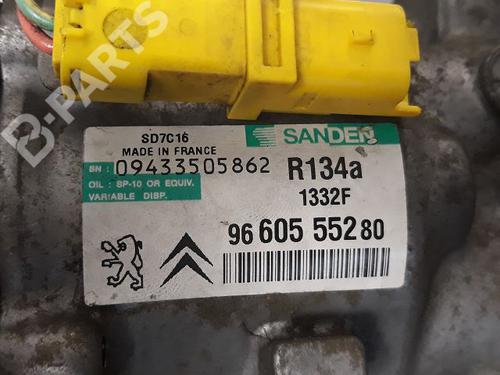 B-PARTS
SD7C16
MADE IN FRANCE
SANDEN
SN : 09433505862
R134a
OIL : SP-10 OR EQUIV.
VARIABLE DISP.
1332F
96 605 552 80